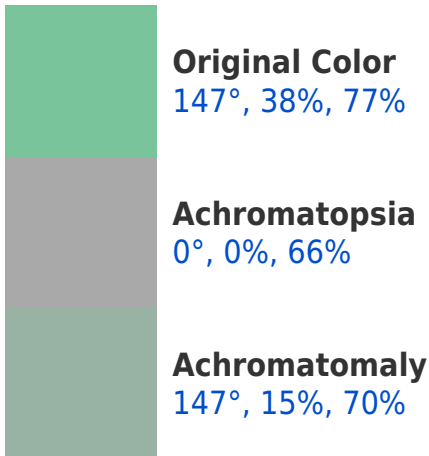 Original Color
147°, 38%, 77%
Achromatopsia
0°, 0%, 66%
Achromatomaly
147°, 15%, 70%